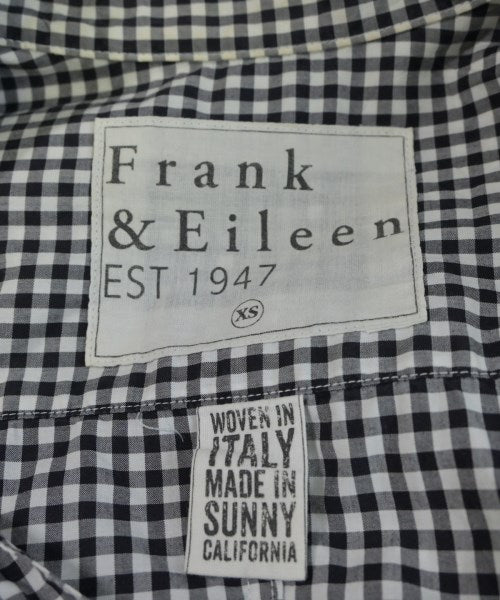 Frank
& Eileen
EST 1947
XS
WOVEN IN
ITALY
MADE IN
SUNNY
CALIFORNIA